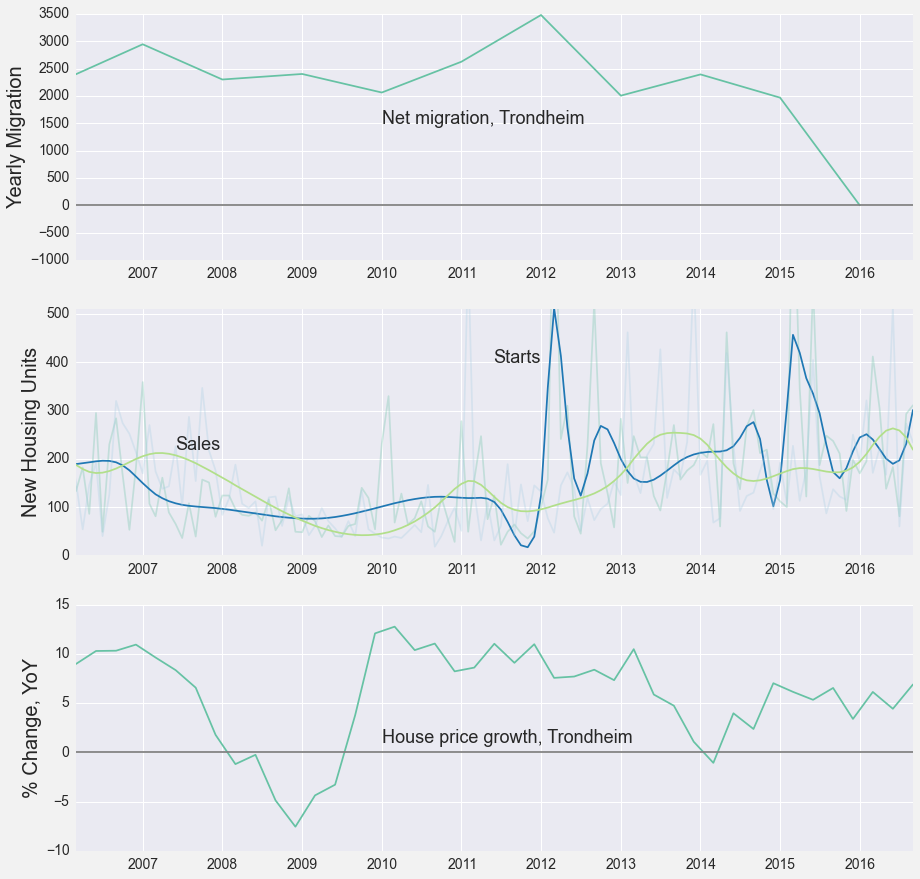 3500
3000
2500
2000
1500
1000
500
0
−500
−1000
Yearly Migration
Net migration, Trondheim
2007 2008 2009 2010 2011 2012 2013 2014 2015 2016
500
400
300
200
100
0
New Housing Units
Starts
Sales
2007 2008 2009 2010 2011 2012 2013 2014 2015 2016
15
10
5
0
−5
−10
% Change, YoY
House price growth, Trondheim
2007 2008 2009 2010 2011 2012 2013 2014 2015 2016